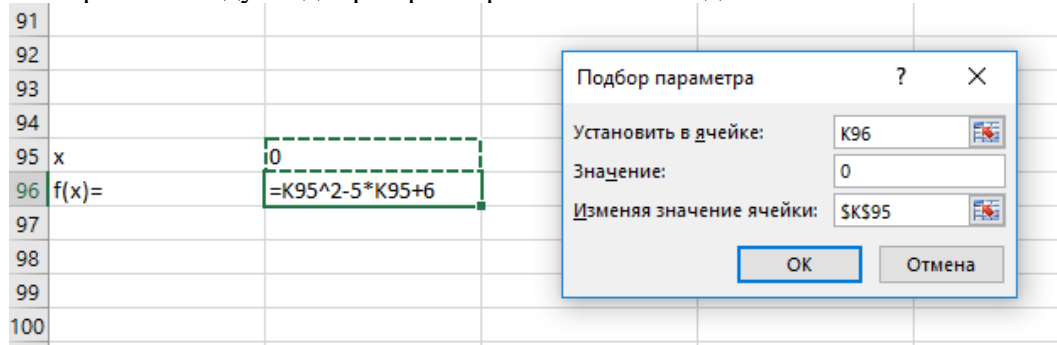 91
92
93
94
95 x 0
96 f(x)= =K95^2-5*K95+6
97
98
99
100
Подбор параметра ? ×
Установить в ячейке: K96
Значение: 0
Изменяя значение ячейки: $K$95
OK Отмена